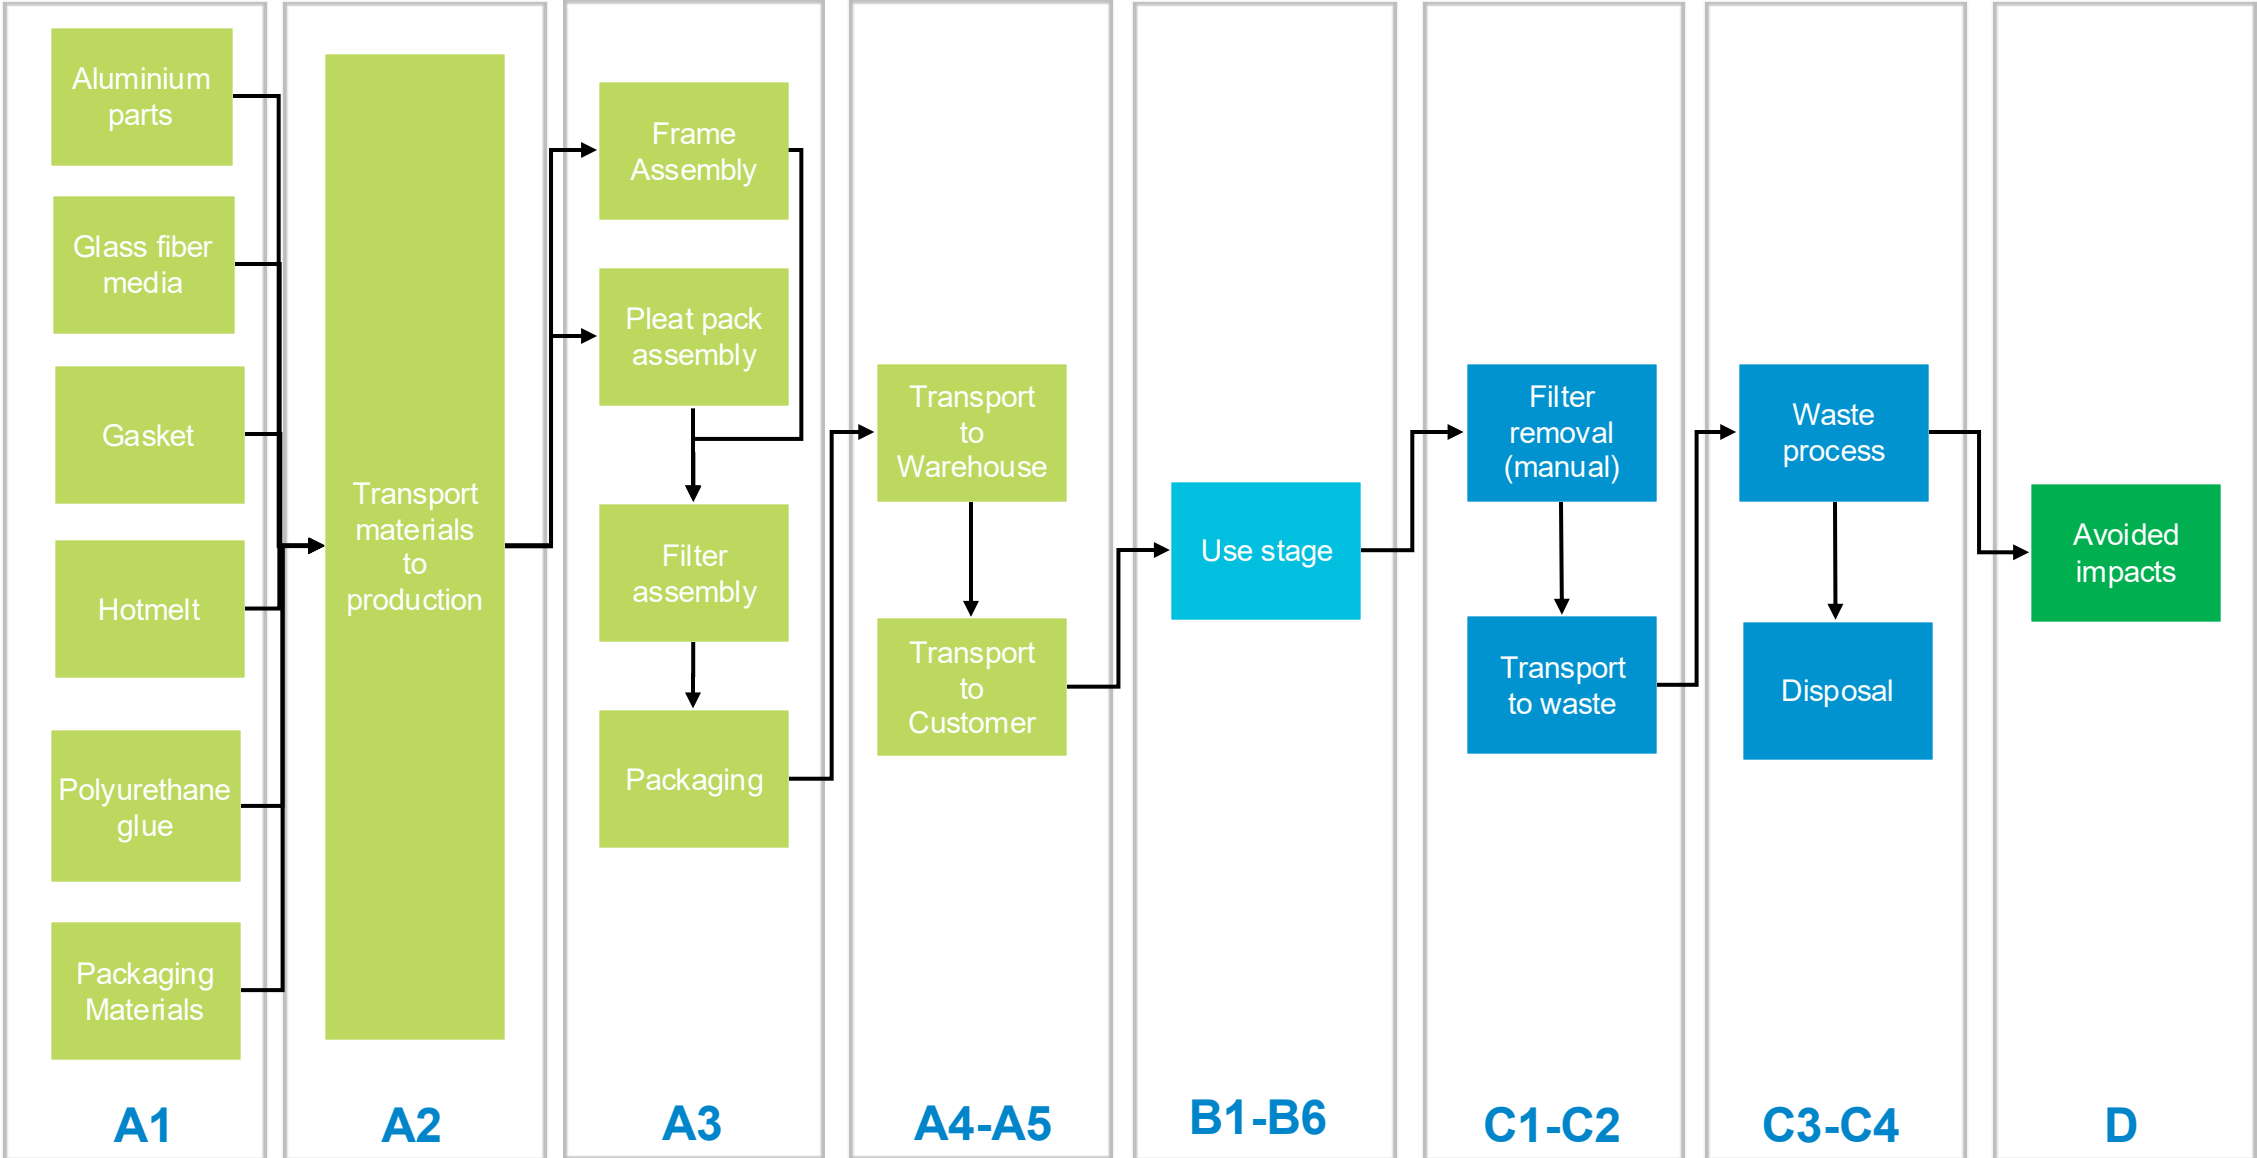 Aluminium
parts
Glass fiber
media
Gasket
Hotmelt
Polyurethane
glue
Packaging
Materials
A1
Transport
materials
to
production
A2
Frame
Assembly
Pleat pack
assembly
Filter
assembly
Packaging
A3
Transport
to
Warehouse
Transport
to
Customer
A4-A5
Use stage
B1-B6
Filter
removal
(manual)
Transport
to waste
C1-C2
Waste
process
Disposal
C3-C4
Avoided
impacts
D